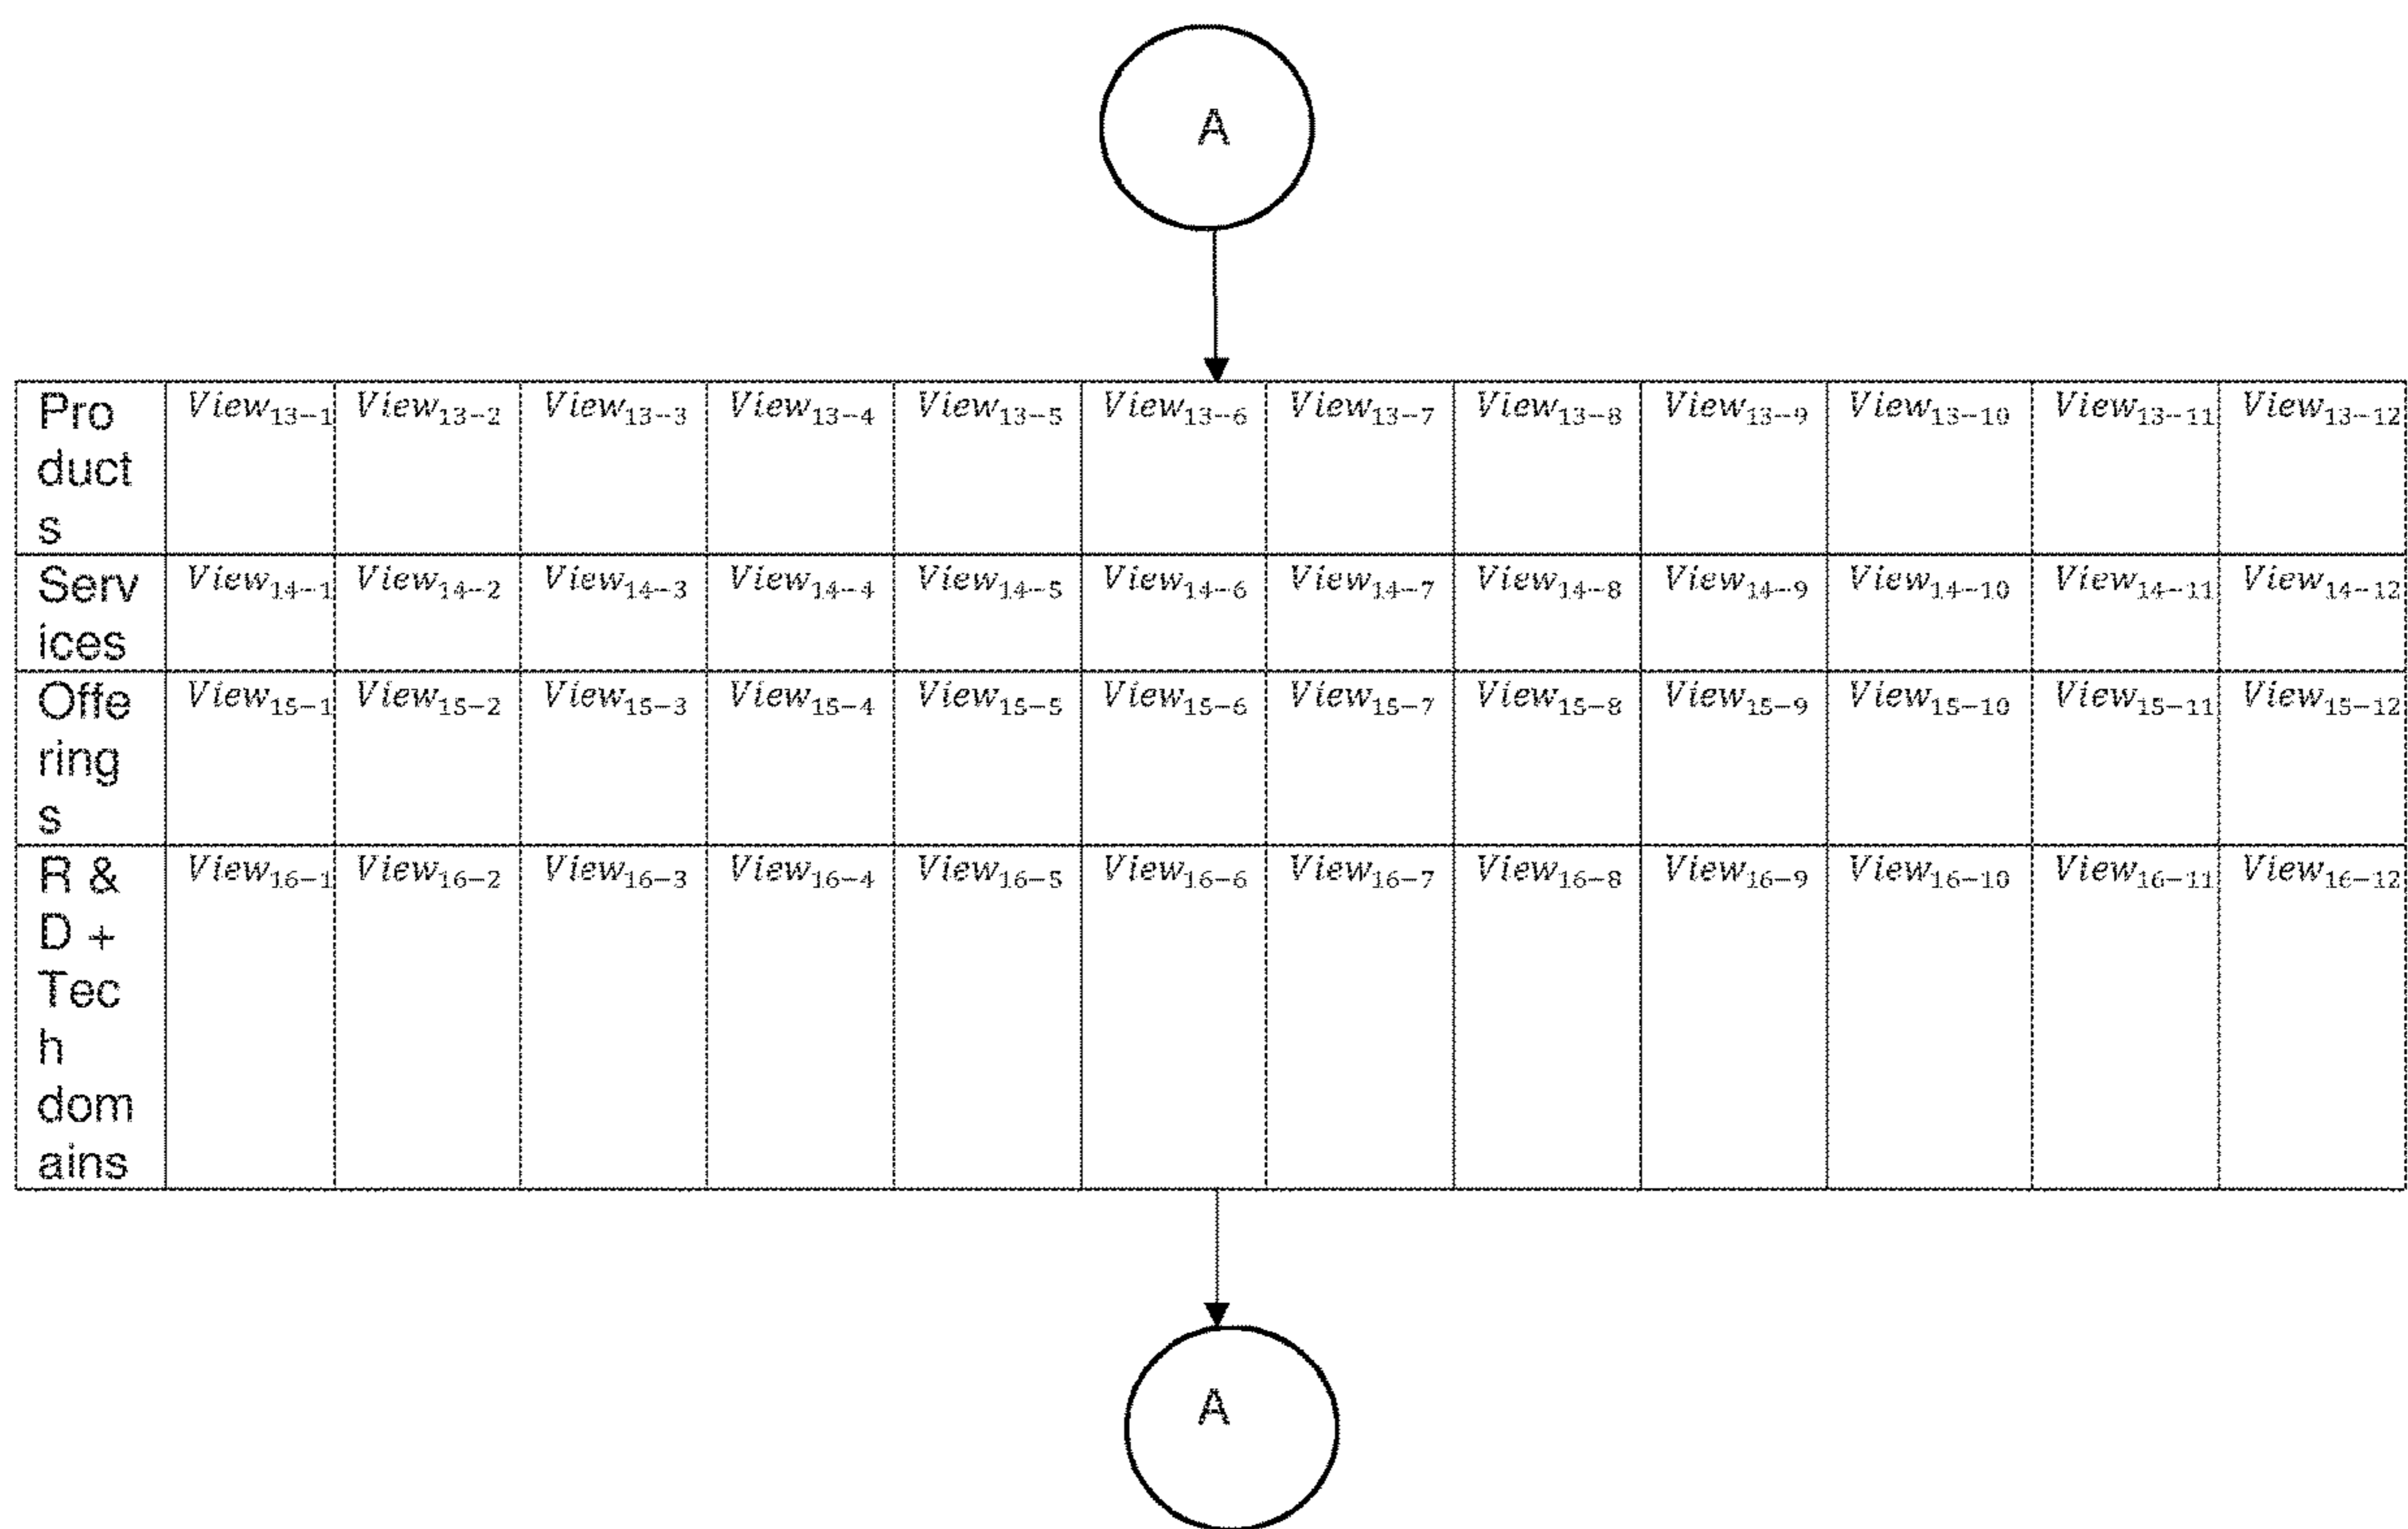 A
Pro View13-1 View13-2 View13-3 View13-4 View13-5 View13-6 View13-7 View13-8 View13-9 View13-10 View13-11 View13-12
duct
s
Serv View14-1 View14-2 View14-3 View14-4 View14-5 View14-6 View14-7 View14-8 View14-9 View14-10 View14-11 View14-12
ices
Offe View15-1 View15-2 View15-3 View15-4 View15-5 View15-6 View15-7 View15-8 View15-9 View15-10 View15-11 View15-12
ring
s
R & View16-1 View16-2 View16-3 View16-4 View16-5 View16-6 View16-7 View16-8 View16-9 View16-10 View16-11 View16-12
D +
Tec
h
dom
ains
A